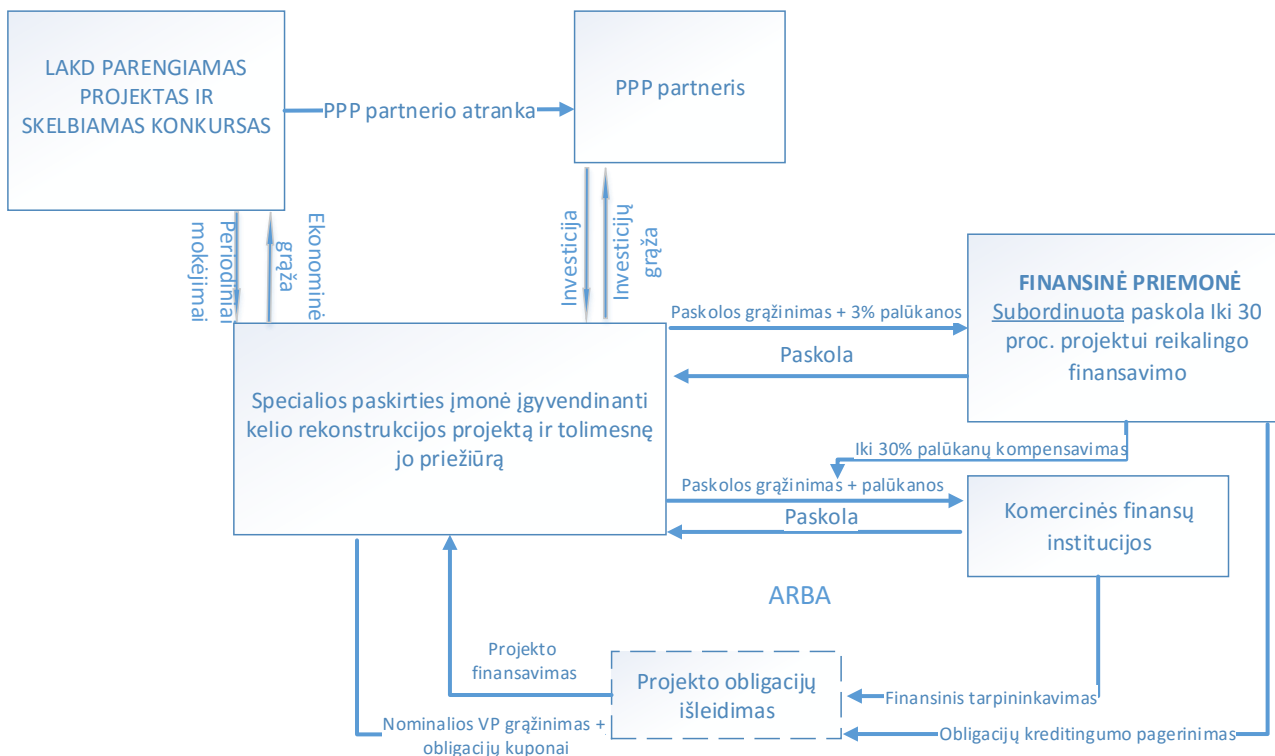 LAKD PARENGIAMAS
PROJEKTAS IR
SKELBIAMAS KONKURSAS
PPP partnerio atranka
PPP partneris
Periodiniai
mokėjimai
Ekonominė
grąža
Investicija
Investicijų
grąža
Paskolos grąžinimas + 3% palūkanos
Paskola
FINANSINĖ PRIEMONĖ
Subordinuota paskola Iki 30
proc. projektui reikalingo
finansavimo
Specialios paskirties įmonė įgyvendinanti
kelio rekonstrukcijos projektą ir tolimesnę
jo priežiūrą
Iki 30% palūkanų kompensavimas
Paskolos grąžinimas + palūkanos
Paskola
Komercinės finansų
institucijos
ARBA
Projekto
finansavimas
Projekto obligacijų
išleidimas
Finansinis tarpininkavimas
Nominalios VP grąžinimas +
obligacijų kuponai
Obligacijų kreditingumo pagerinimas